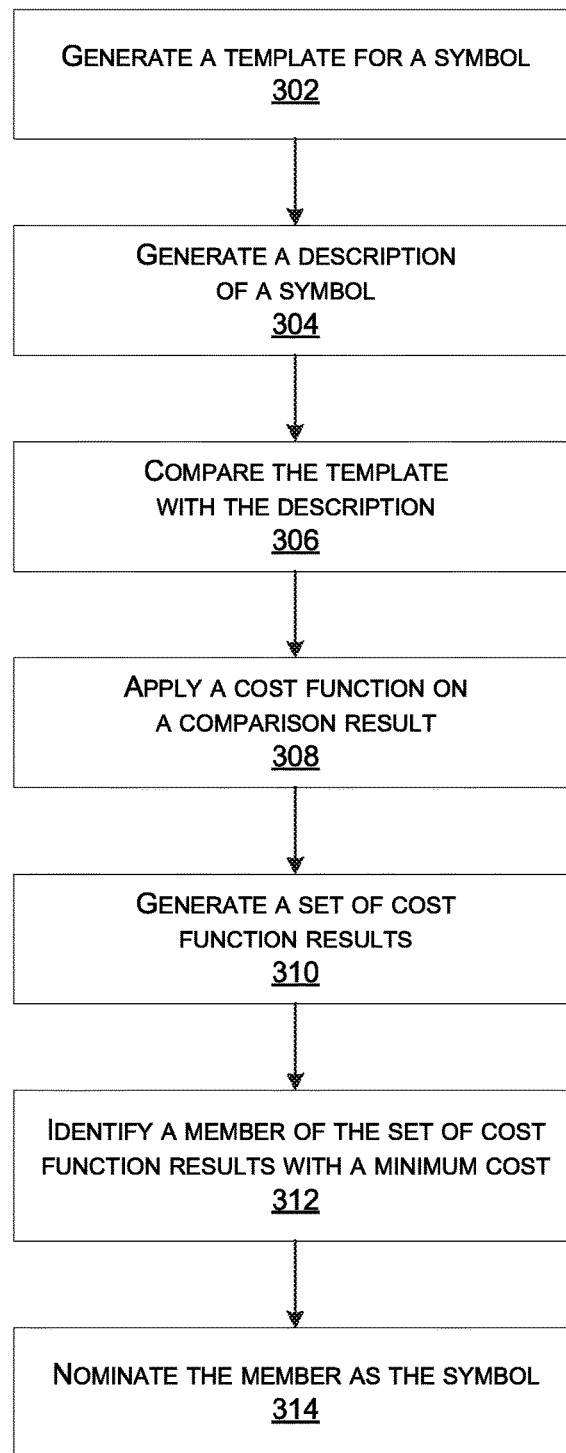 GENERATE A TEMPLATE FOR A SYMBOL
302
GENERATE A DESCRIPTION
OF A SYMBOL
304
COMPARE THE TEMPLATE
WITH THE DESCRIPTION
306
APPLY A COST FUNCTION ON
A COMPARISON RESULT
308
GENERATE A SET OF COST
FUNCTION RESULTS
310
IDENTIFY A MEMBER OF THE SET OF COST
FUNCTION RESULTS WITH A MINIMUM COST
312
NOMINATE THE MEMBER AS THE SYMBOL
314